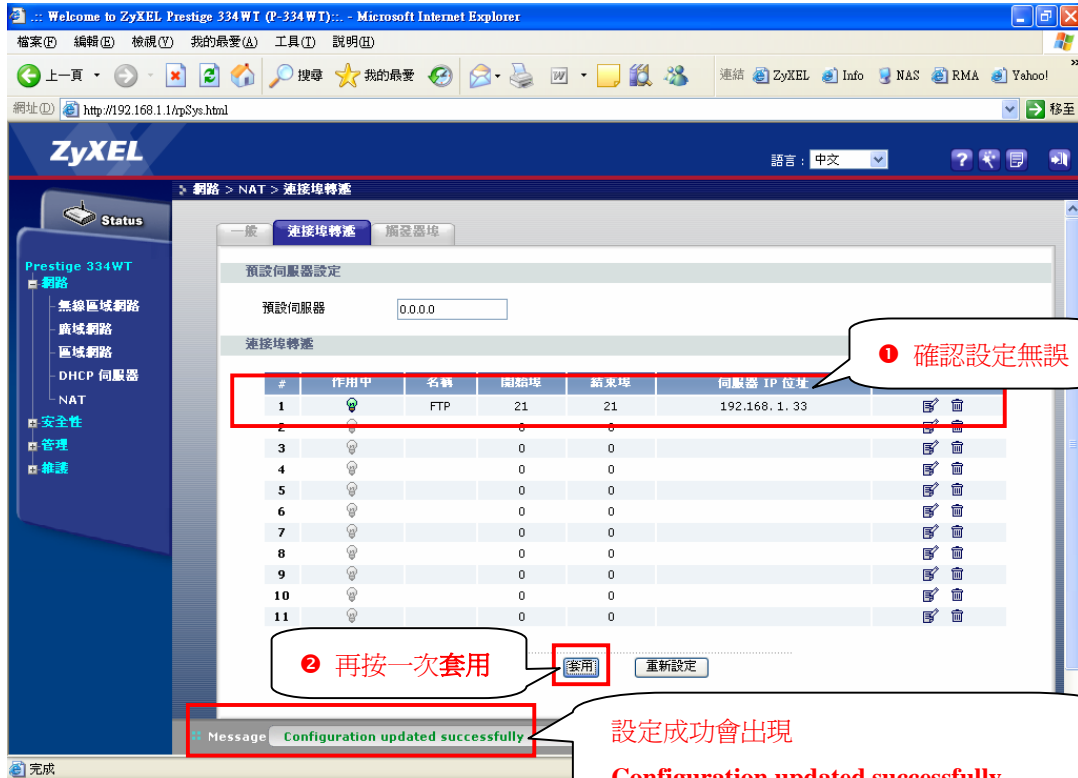 .:: Welcome to ZyXEL Prestige 334WT (P-334WT)::. - Microsoft Internet Explorer
檔案(F) 編輯(E) 檢視(V) 我的最愛(A) 工具(T) 說明(H)
上一頁 搜尋 我的最愛 連結 ZyXEL Info NAS RMA Yahoo! »
網址(D) http://192.168.1.1/rpSys.html 移至
ZyXEL
語言： 中文
網路 > NAT > 連接埠轉遞
Status
一般 連接埠轉遞 觸發器埠
Prestige 334WT
網路
無線區域網路
廣域網路
區域網路
DHCP 伺服器
NAT
安全性
管理
維護
預設伺服器設定
預設伺服器 0.0.0.0
連接埠轉遞
❶ 確認設定無誤
# 作用中 名稱 開始埠 結束埠 伺服器 IP 位址
1 FTP 21 21 192.168.1.33
2 0 0
3 0 0
4 0 0
5 0 0
6 0 0
7 0 0
8 0 0
9 0 0
10 0 0
11 0 0
❷ 再按一次套用
套用 重新設定
Message Configuration updated successfully
設定成功會出現
Configuration updated successfully
完成